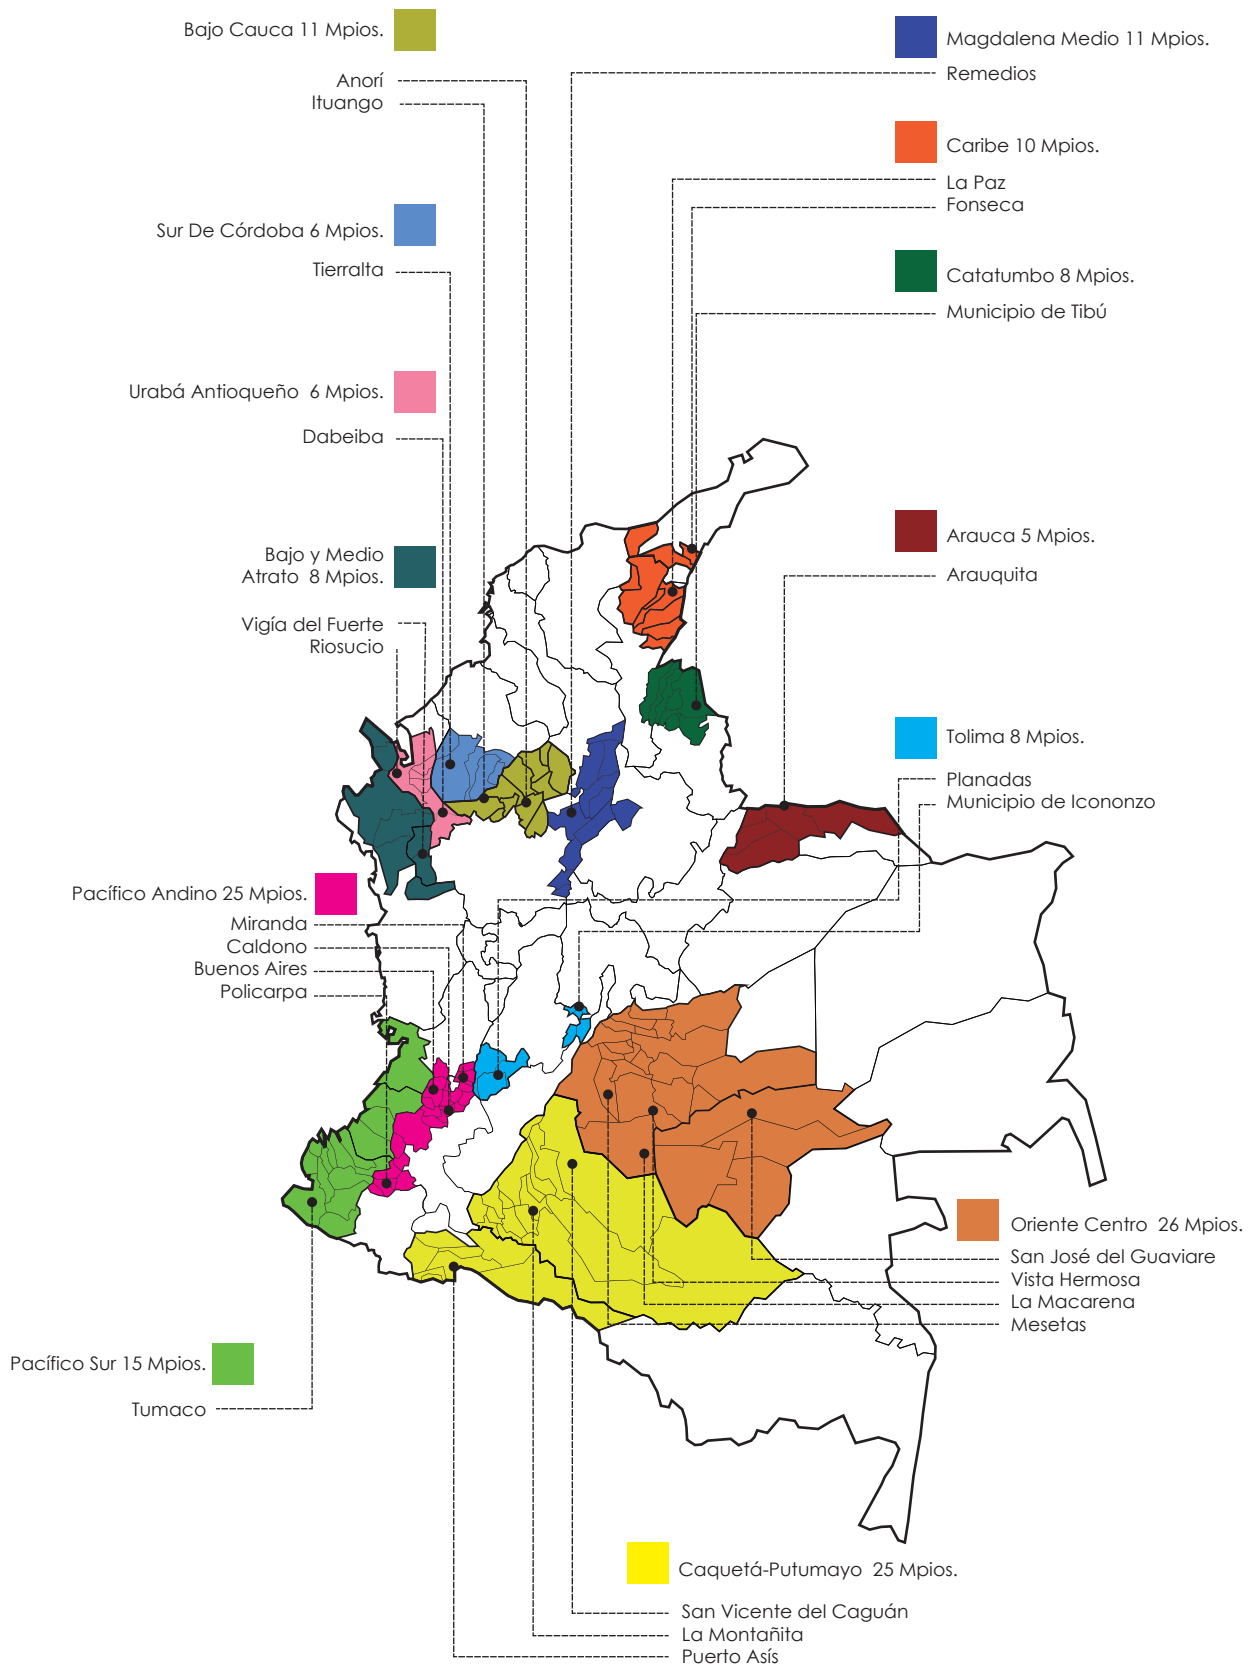 Bajo Cauca 11 Mpios.
Anorí
Ituango
Sur De Córdoba 6 Mpios.
Tierralta
Urabá Antioqueño 6 Mpios.
Dabeiba
Bajo y Medio
Atrato 8 Mpios.
Vigía del Fuerte
Riosucio
Pacífico Andino 25 Mpios.
Miranda
Caldono
Buenos Aires
Policarpa
Pacífico Sur 15 Mpios.
Tumaco
Magdalena Medio 11 Mpios.
Remedios
Caribe 10 Mpios.
La Paz
Fonseca
Catatumbo 8 Mpios.
Municipio de Tibú
Arauca 5 Mpios.
Arauquita
Tolima 8 Mpios.
Planadas
Municipio de Icononzo
Oriente Centro 26 Mpios.
San José del Guaviare
Vista Hermosa
La Macarena
Mesetas
Caquetá-Putumayo 25 Mpios.
San Vicente del Caguán
La Montañita
Puerto Asís